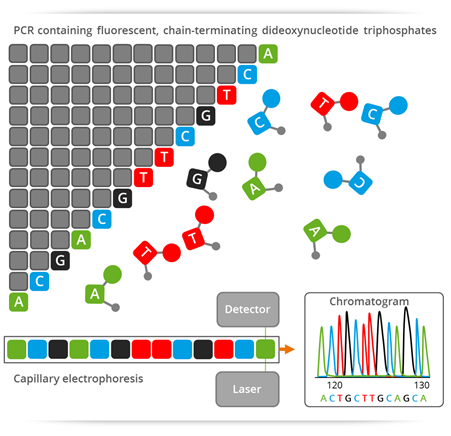 PCR containing fluorescent, chain-terminating dideoxynucleotide triphosphates
A
C
T
G
C
T
T
G
C
A
G
C
A
C
T
C
G
A
C
A
T
T
A
Detector
Laser
Capillary electrophoresis
Chromatogram
120 130
ACTGCTTGCAGCA